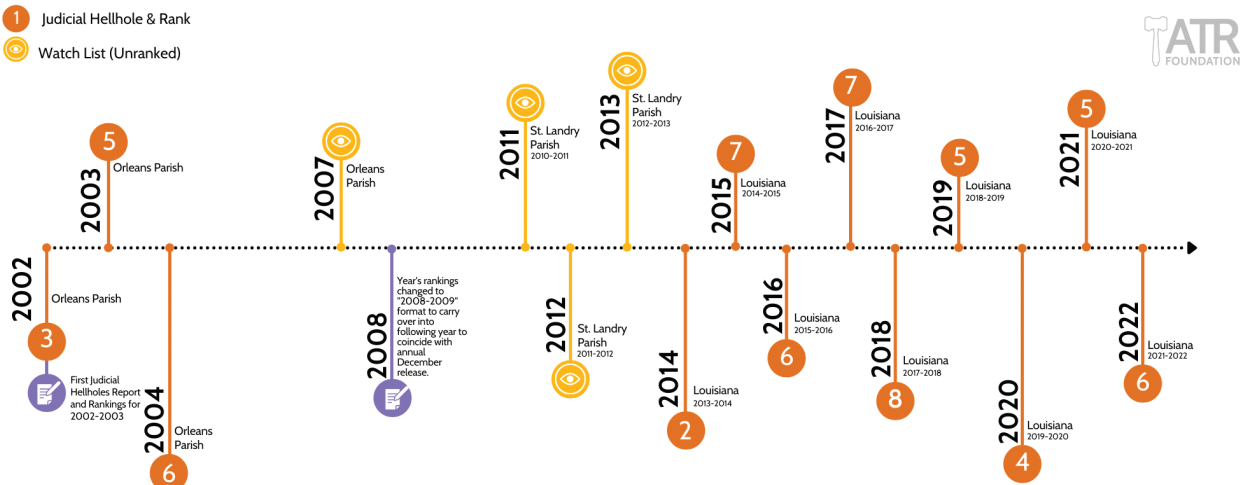 1 Judicial Hellhole & Rank
Watch List (Unranked)
ATR
FOUNDATION
2002
Orleans Parish
3
First Judicial
Hellholes Report
and Rankings for
2002-2003
2003
5
Orleans Parish
2004
Orleans
Parish
6
2007
Orleans
Parish
2008
Year's rankings
changed to
"2008-2009"
format to carry
over into
following year to
coincide with
annual
December
release.
2011
St. Landry
Parish
2010-2011
2012
St. Landry
Parish
2011-2012
2013
St. Landry
Parish
2012-2013
2014
Louisiana
2013-2014
2
2015
7
Louisiana
2014-2015
2016
Louisiana
2015-2016
6
2017
7
Louisiana
2016-2017
2018
Louisiana
2017-2018
8
2019
5
Louisiana
2018-2019
2020
Louisiana
2019-2020
4
2021
5
Louisiana
2020-2021
2022
Louisiana
2021-2022
6